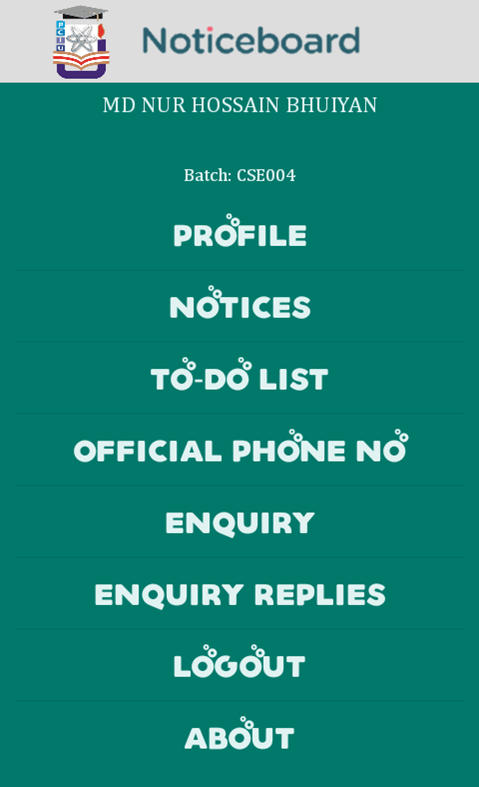 PCIU
Noticeboard
MD NUR HOSSAIN BHUIYAN
Batch: CSE004
PROFILE
NOTICES
TO-DO LIST
OFFICIAL PHONE NO
ENQUIRY
ENQUIRY REPLIES
LOGOUT
ABOUT